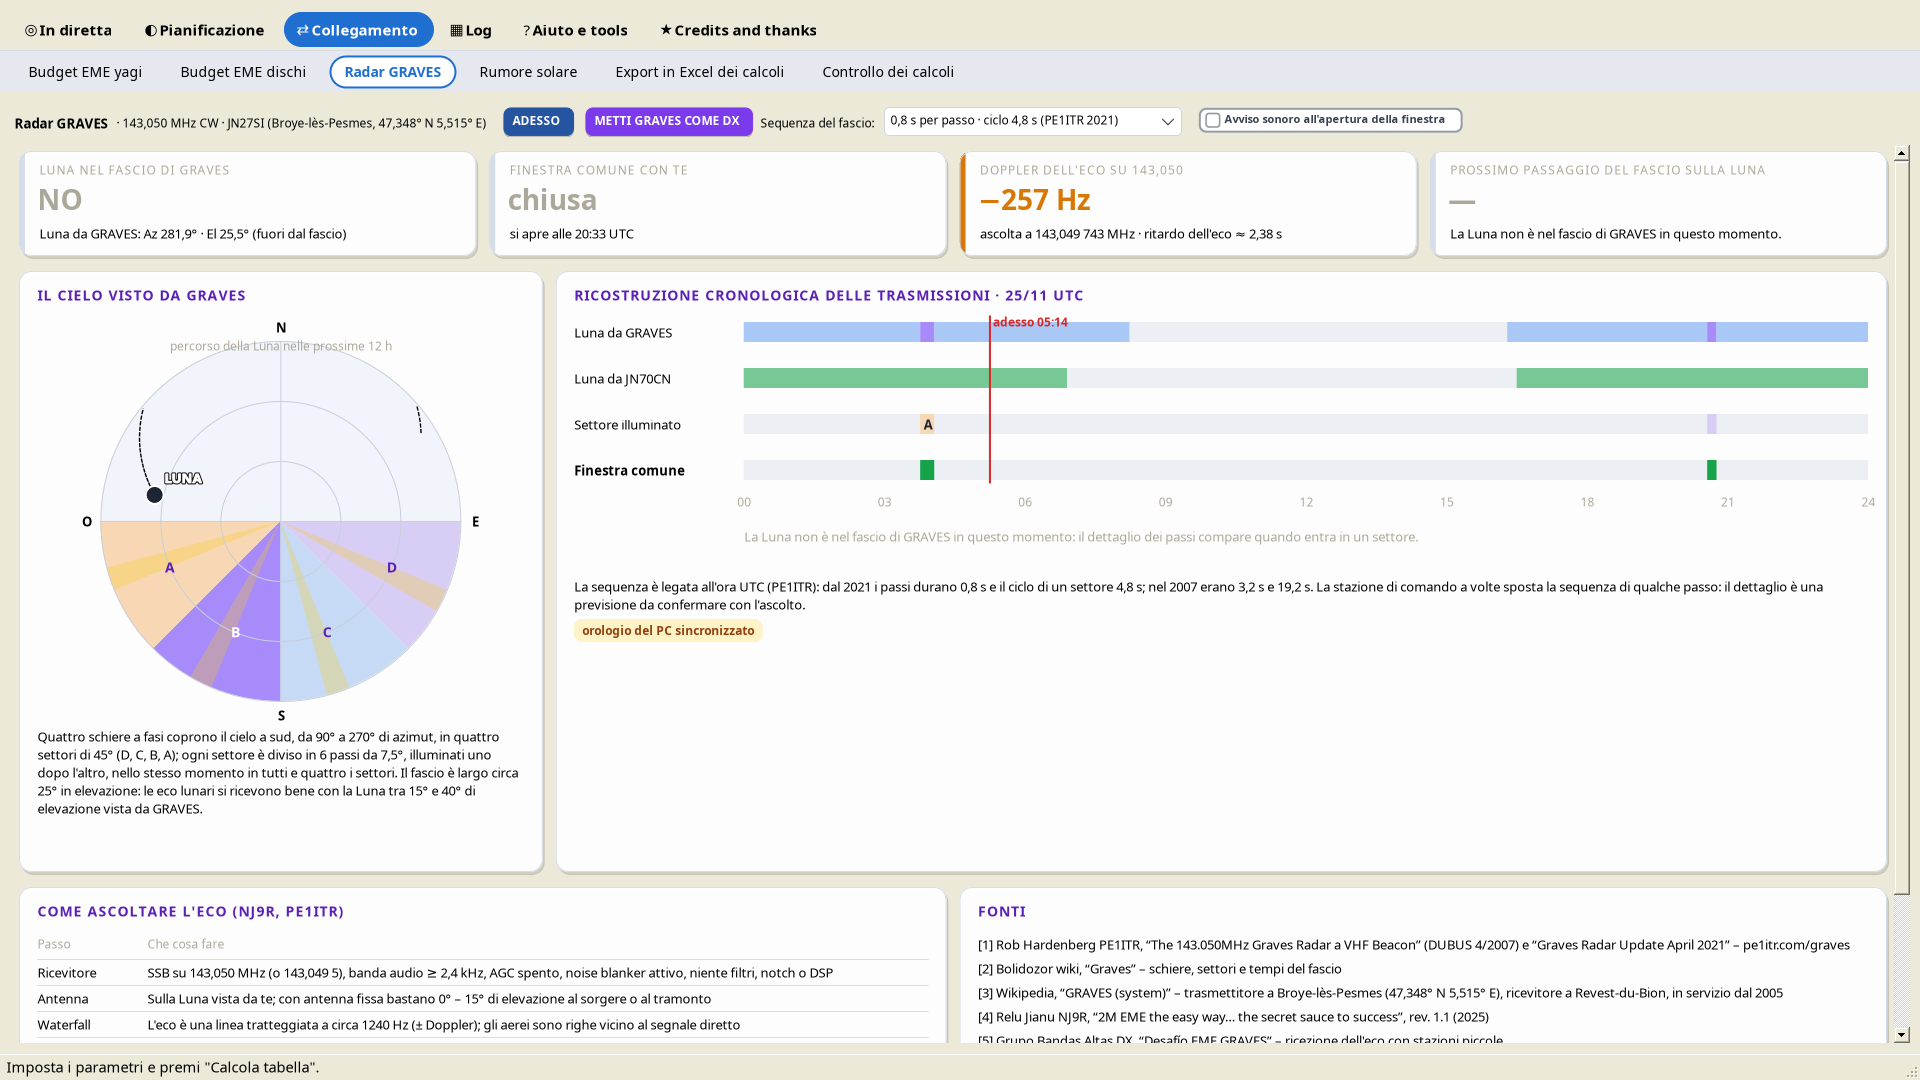 ◎ In diretta
◐ Pianificazione
⇄ Collegamento
▦ Log
? Aiuto e tools
★ Credits and thanks
Budget EME yagi
Budget EME dischi
Radar GRAVES
Rumore solare
Export in Excel dei calcoli
Controllo dei calcoli
Radar GRAVES · 143,050 MHz CW · JN27SI (Broye-lès-Pesmes, 47,348° N 5,515° E)
ADESSO
METTI GRAVES COME DX
Sequenza del fascio:
0,8 s per passo · ciclo 4,8 s (PE1ITR 2021)
Avviso sonoro all'apertura della finestra
LUNA NEL FASCIO DI GRAVES
NO
Luna da GRAVES: Az 281,9° · El 25,5° (fuori dal fascio)
FINESTRA COMUNE CON TE
chiusa
si apre alle 20:33 UTC
DOPPLER DELL'ECO SU 143,050
−257 Hz
ascolta a 143,049 743 MHz · ritardo dell'eco ≈ 2,38 s
PROSSIMO PASSAGGIO DEL FASCIO SULLA LUNA
—
La Luna non è nel fascio di GRAVES in questo momento.
IL CIELO VISTO DA GRAVES
N
percorso della Luna nelle prossime 12 h
LUNA
O
E
A
D
B
C
S
Quattro schiere a fasi coprono il cielo a sud, da 90° a 270° di azimut, in quattro
settori di 45° (D, C, B, A); ogni settore è diviso in 6 passi da 7,5°, illuminati uno
dopo l'altro, nello stesso momento in tutti e quattro i settori. Il fascio è largo circa
25° in elevazione: le eco lunari si ricevono bene con la Luna tra 15° e 40° di
elevazione vista da GRAVES.
RICOSTRUZIONE CRONOLOGICA DELLE TRASMISSIONI · 25/11 UTC
adesso 05:14
Luna da GRAVES
Luna da JN70CN
Settore illuminato
A
Finestra comune
00 03 06 09 12 15 18 21 24
La Luna non è nel fascio di GRAVES in questo momento: il dettaglio dei passi compare quando entra in un settore.
La sequenza è legata all'ora UTC (PE1ITR): dal 2021 i passi durano 0,8 s e il ciclo di un settore 4,8 s; nel 2007 erano 3,2 s e 19,2 s. La stazione di comando a volte sposta la sequenza di qualche passo: il dettaglio è una
previsione da confermare con l'ascolto.
orologio del PC sincronizzato
COME ASCOLTARE L'ECO (NJ9R, PE1ITR)
Passo Che cosa fare
Ricevitore SSB su 143,050 MHz (o 143,049 5), banda audio ≥ 2,4 kHz, AGC spento, noise blanker attivo, niente filtri, notch o DSP
Antenna Sulla Luna vista da te; con antenna fissa bastano 0° – 15° di elevazione al sorgere o al tramonto
Waterfall L'eco è una linea tratteggiata a circa 1240 Hz (± Doppler); gli aerei sono righe vicino al segnale diretto
FONTI
[1] Rob Hardenberg PE1ITR, “The 143.050MHz Graves Radar a VHF Beacon” (DUBUS 4/2007) e “Graves Radar Update April 2021” – pe1itr.com/graves
[2] Bolidozor wiki, “Graves” – schiere, settori e tempi del fascio
[3] Wikipedia, “GRAVES (system)” – trasmettitore a Broye-lès-Pesmes (47,348° N 5,515° E), ricevitore a Revest-du-Bion, in servizio dal 2005
[4] Relu Jianu NJ9R, “2M EME the easy way… the secret sauce to success”, rev. 1.1 (2025)
[5] Grupo Bandas Altas DX, “Desafío EME GRAVES” – ricezione dell'eco con stazioni piccole
Imposta i parametri e premi "Calcola tabella".